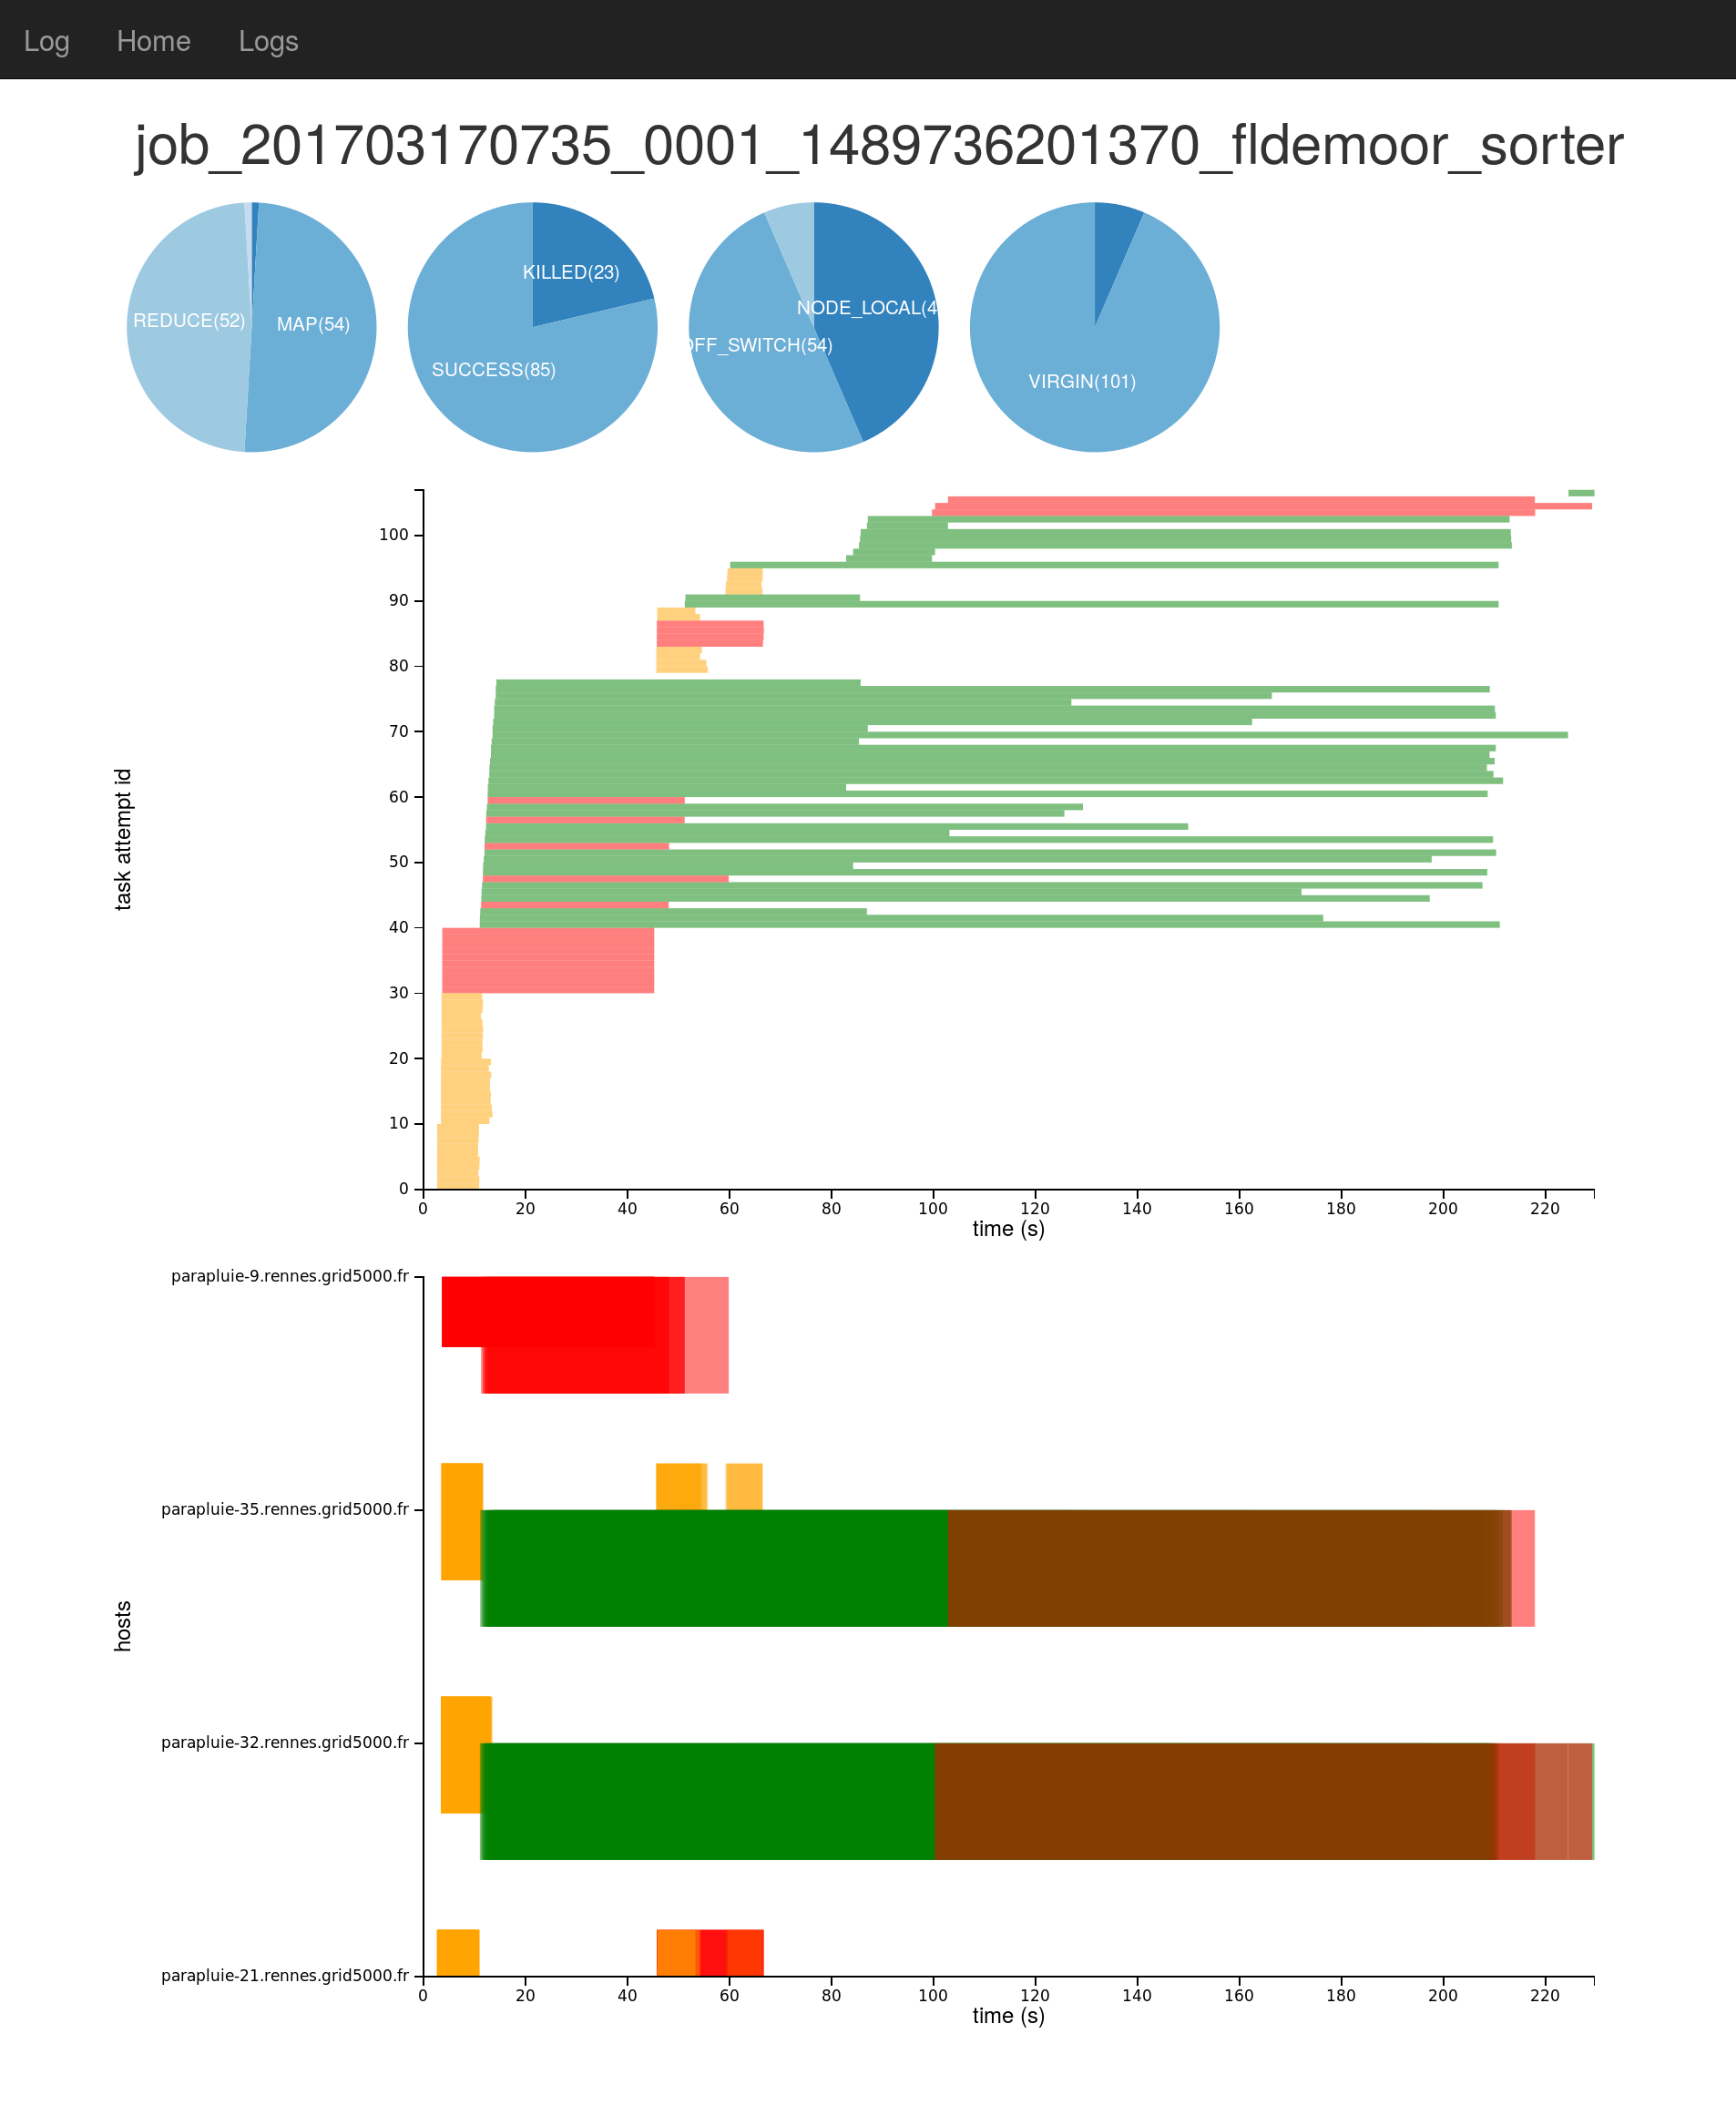 Log Home Logs
job_201703170735_0001_1489736201370_fldemoor_sorter
REDUCE(52)
MAP(54)
KILLED(23)
SUCCESS(85)
NODE_LOCAL(4
OFF_SWITCH(54)
VIRGIN(101)
100
90
80
70
60
50
40
30
20
10
0
task attempt id
0 20 40 60 80 100 120 140 160 180 200 220
time (s)
parapluie-9.rennes.grid5000.fr
parapluie-35.rennes.grid5000.fr
parapluie-32.rennes.grid5000.fr
parapluie-21.rennes.grid5000.fr
hosts
0 20 40 60 80 100 120 140 160 180 200 220
time (s)